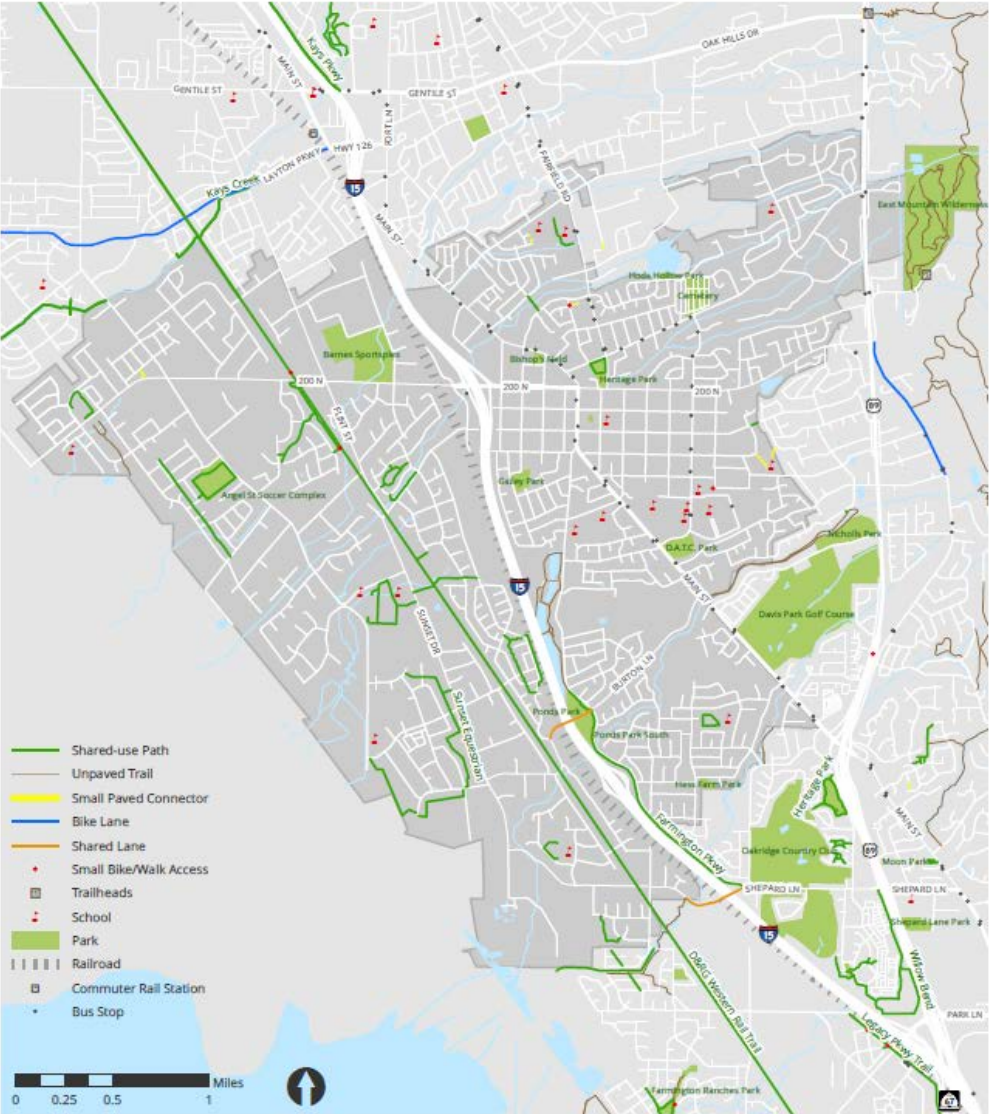 Kays Pkwy
OAK HILLS DR
MAIN ST
GENTILE ST
GENTILE ST
FORT LN
HWY 126
LAYTON PKWY
Kays Creek
15
FAIRFIELD RD
MAIN ST
East Mountain Wilderness
Hods Hollow Park
Cemetery
Barnes Sportsplex
Bishop's Field
Heritage Park
200 N
200 N
200 N
FLINT ST
89
Gailey Park
Angel St Soccer Complex
D.A.T.C. Park
Nicholls Park
MAIN ST
15
Davis Park Golf Course
SUNSET DR
BURTON LN
Sunset Equestrian
Ponds Park
Ponds Park South
Hess Farm Park
Heritage Park
MAIN ST
Farmington Pkwy
Oakridge Country Club
89
Moon Park
SHEPARD LN
SHEPARD LN
Shepard Lane Park
15
Willow Bend
D&RG Western Rail Trail
PARK LN
Legacy Pkwy Trail
Farmington Ranches Park
67
Shared-use Path
Unpaved Trail
Small Paved Connector
Bike Lane
Shared Lane
Small Bike/Walk Access
Trailheads
School
Park
Railroad
Commuter Rail Station
Bus Stop
Miles
0 0.25 0.5 1